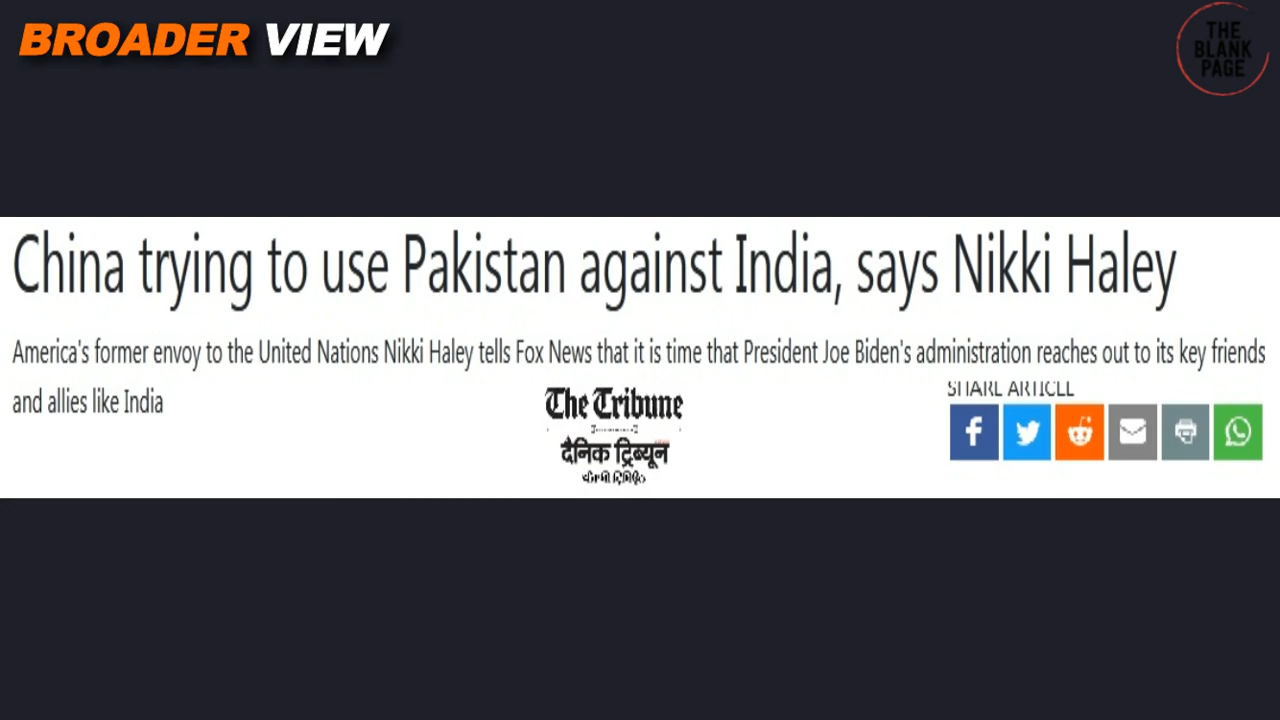 BROADER VIEW
THE
BLANK
PAGE
China trying to use Pakistan against India, says Nikki Haley
America's former envoy to the United Nations Nikki Haley tells Fox News that it is time that President Joe Biden's administration reaches out to its key friends
and allies like India
SHARE ARTICLE
The Tribune
दैनिक ट्रिब्यून